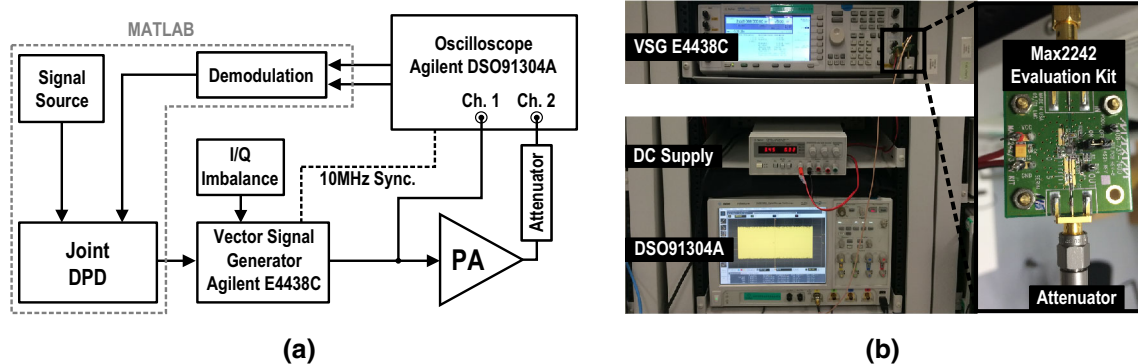 MATLAB
Signal
Source
Demodulation
Oscilloscope
Agilent DSO91304A
Ch. 1
Ch. 2
I/Q
Imbalance
10MHz Sync.
Attenuator
Joint
DPD
Vector Signal
Generator
Agilent E4438C
PA
(a)
VSG E4438C
DC Supply
DSO91304A
Max2242
Evaluation Kit
Attenuator
(b)